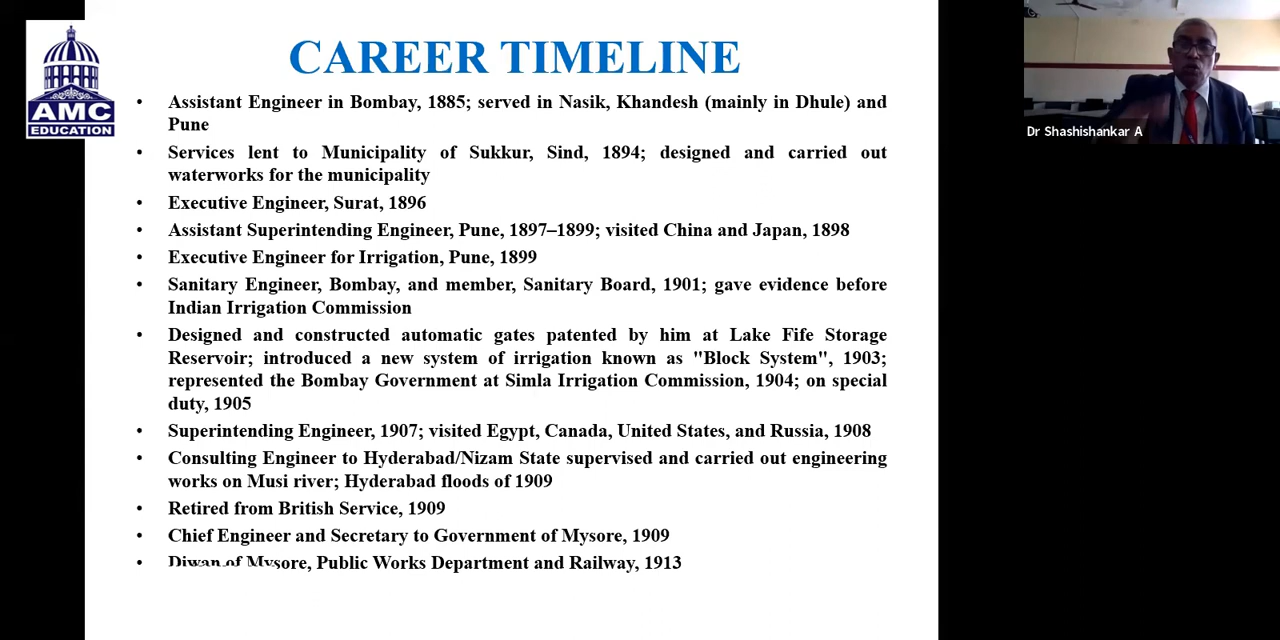 AMC
EDUCATION
CAREER TIMELINE
• Assistant Engineer in Bombay, 1885; served in Nasik, Khandesh (mainly in Dhule) and
Pune
• Services lent to Municipality of Sukkur, Sind, 1894; designed and carried out
waterworks for the municipality
• Executive Engineer, Surat, 1896
• Assistant Superintending Engineer, Pune, 1897–1899; visited China and Japan, 1898
• Executive Engineer for Irrigation, Pune, 1899
• Sanitary Engineer, Bombay, and member, Sanitary Board, 1901; gave evidence before
Indian Irrigation Commission
• Designed and constructed automatic gates patented by him at Lake Fife Storage
Reservoir; introduced a new system of irrigation known as "Block System", 1903;
represented the Bombay Government at Simla Irrigation Commission, 1904; on special
duty, 1905
• Superintending Engineer, 1907; visited Egypt, Canada, United States, and Russia, 1908
• Consulting Engineer to Hyderabad/Nizam State supervised and carried out engineering
works on Musi river; Hyderabad floods of 1909
• Retired from British Service, 1909
• Chief Engineer and Secretary to Government of Mysore, 1909
• Diwan of Mysore, Public Works Department and Railway, 1913
Dr Shashishankar A